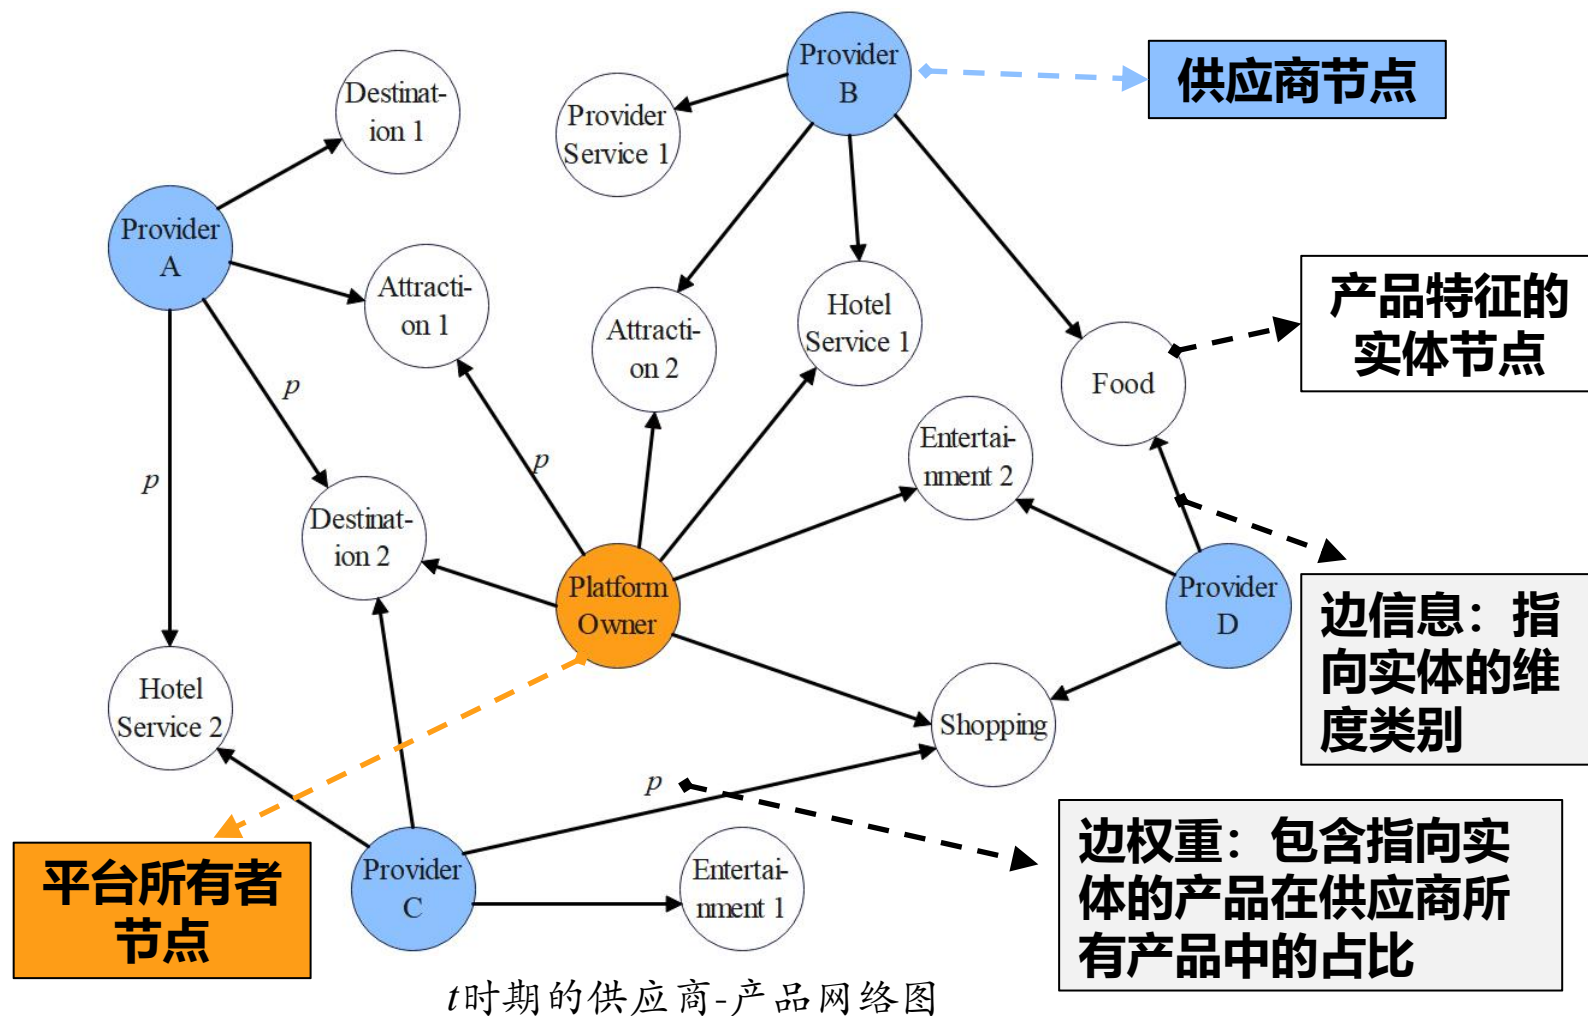 Provider
B
供应商节点
Destinat-
ion 1
Provider
Service 1
Provider
A
Attracti-
on 1
Attracti-
on 2
Hotel
Service 1
产品特征的
实体节点
Food
p
p
p
Entertai-
nment 2
Destinat-
ion 2
Platform
Owner
Provider
D
边信息：指
向实体的维
度类别
Hotel
Service 2
Shopping
p
平台所有者
节点
Provider
C
Entertai-
nment 1
边权重：包含指向实
体的产品在供应商所
有产品中的占比
t时期的供应商-产品网络图